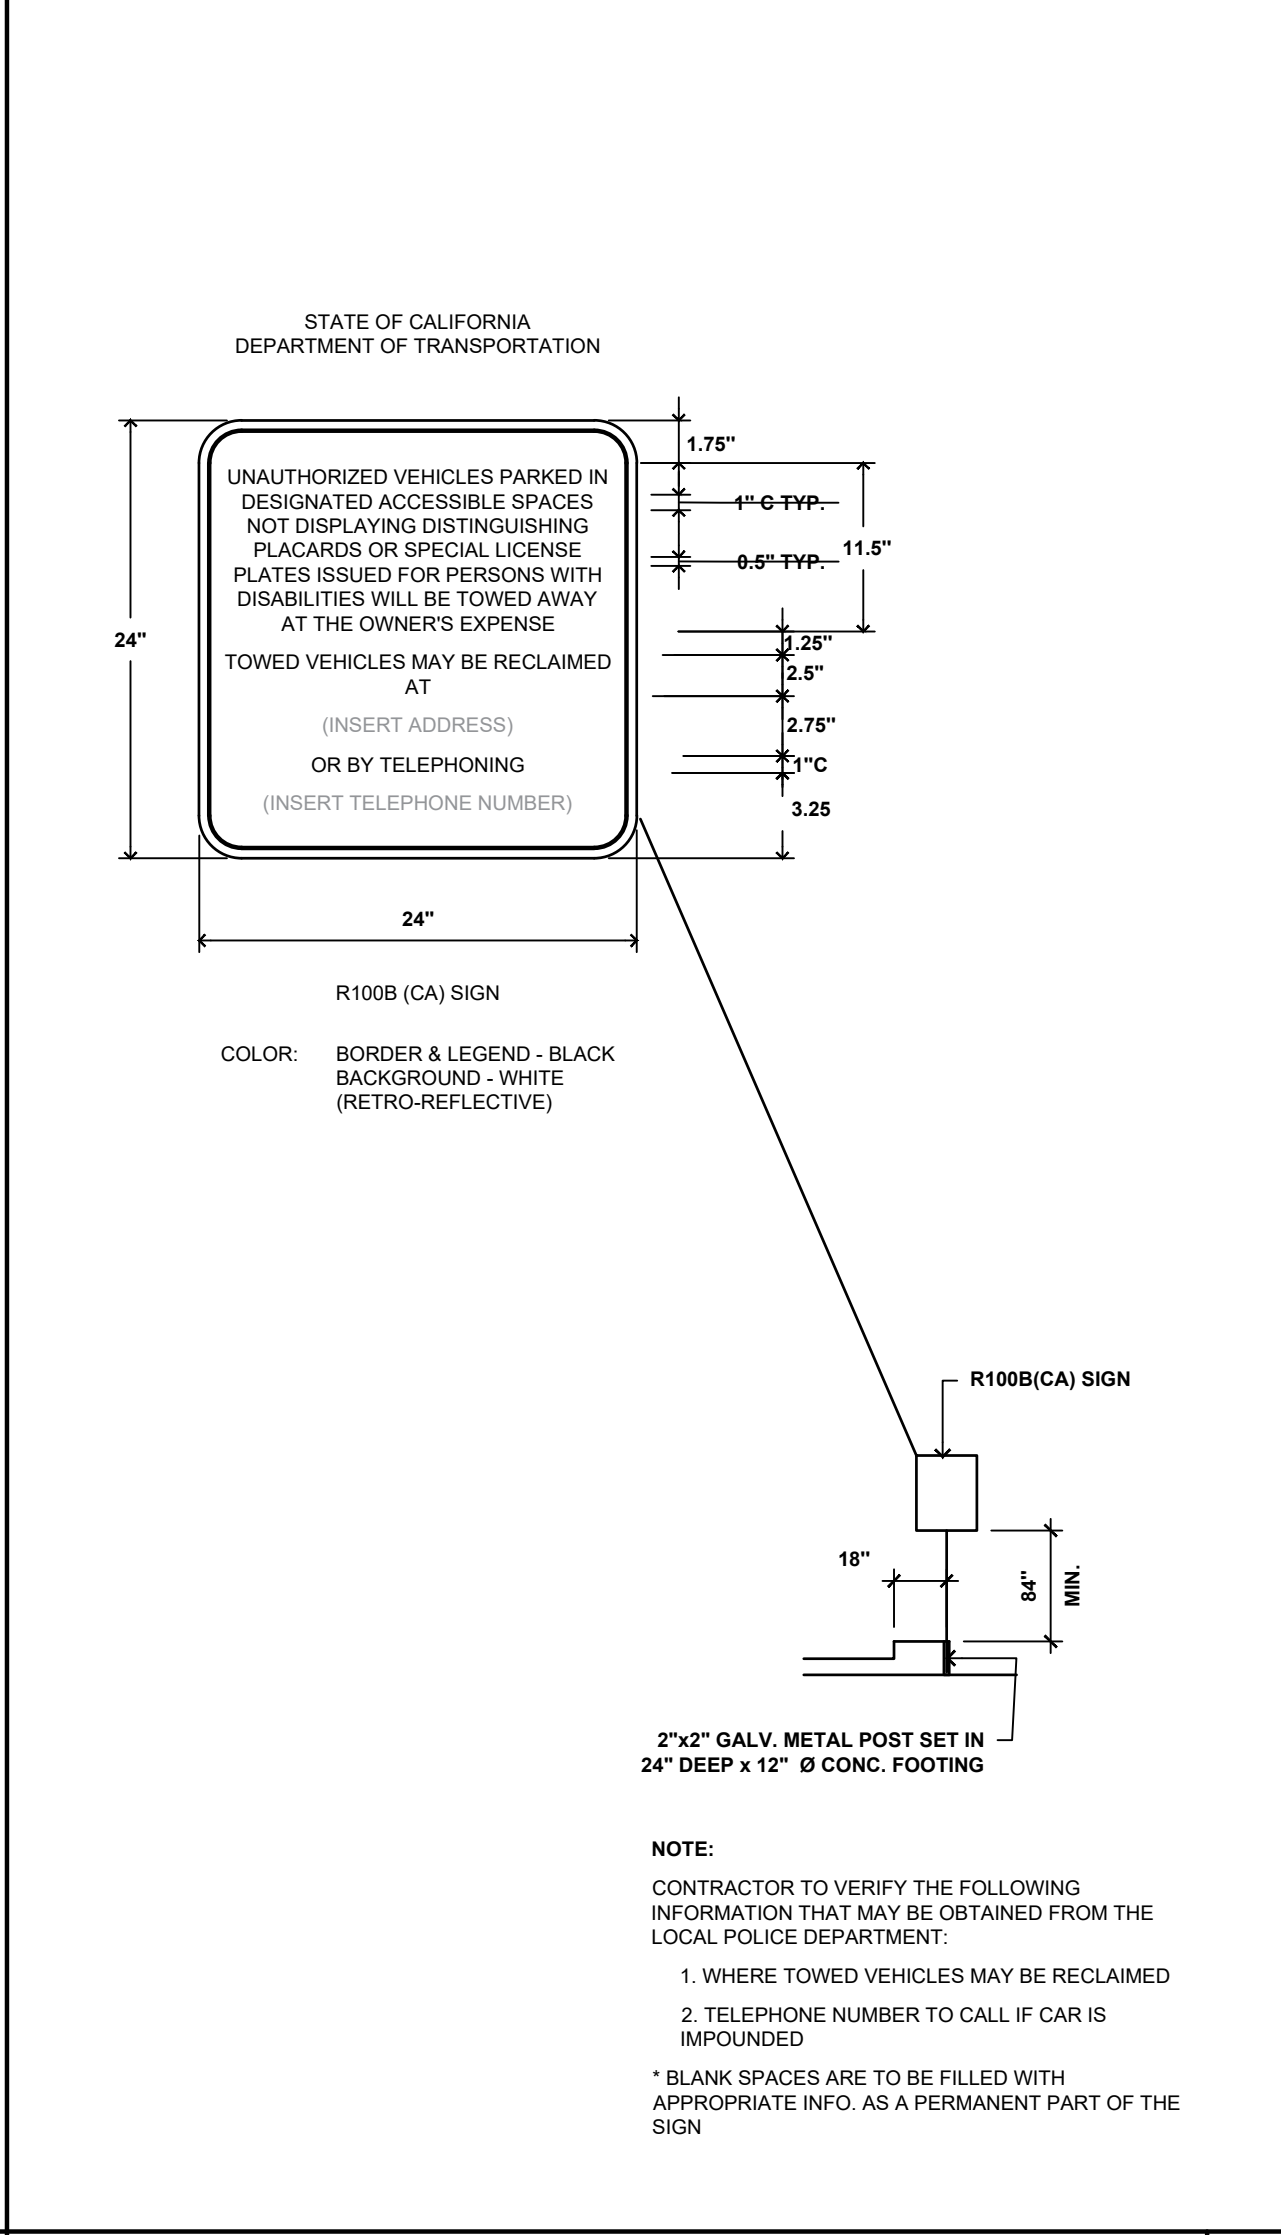 STATE OF CALIFORNIA
DEPARTMENT OF TRANSPORTATION
1.75"
UNAUTHORIZED VEHICLES PARKED IN
DESIGNATED ACCESSIBLE SPACES
NOT DISPLAYING DISTINGUISHING
PLACARDS OR SPECIAL LICENSE
PLATES ISSUED FOR PERSONS WITH
DISABILITIES WILL BE TOWED AWAY
AT THE OWNER'S EXPENSE
TOWED VEHICLES MAY BE RECLAIMED
AT
(INSERT ADDRESS)
OR BY TELEPHONING
(INSERT TELEPHONE NUMBER)
1" C TYP.
0.5" TYP.
11.5"
24"
1.25"
2.5"
2.75"
1"C
3.25
24"
R100B (CA) SIGN
COLOR: BORDER & LEGEND - BLACK
BACKGROUND - WHITE
(RETRO-REFLECTIVE)
R100B(CA) SIGN
18"
84"
MIN.
2"x2" GALV. METAL POST SET IN
24" DEEP x 12" Ø CONC. FOOTING
NOTE:
CONTRACTOR TO VERIFY THE FOLLOWING
INFORMATION THAT MAY BE OBTAINED FROM THE
LOCAL POLICE DEPARTMENT:
1. WHERE TOWED VEHICLES MAY BE RECLAIMED
2. TELEPHONE NUMBER TO CALL IF CAR IS
IMPOUNDED
* BLANK SPACES ARE TO BE FILLED WITH
APPROPRIATE INFO. AS A PERMANENT PART OF THE
SIGN